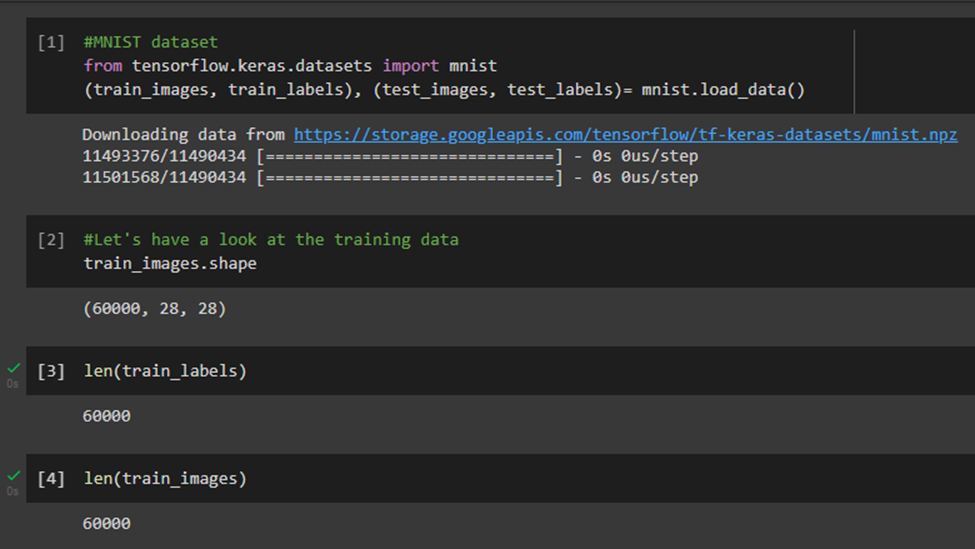 [1] #MNIST dataset
from tensorflow.keras.datasets import mnist
(train_images, train_labels), (test_images, test_labels)= mnist.load_data()
Downloading data from https://storage.googleapis.com/tensorflow/tf-keras-datasets/mnist.npz
11493376/11490434 [==============================] - 0s 0us/step
11501568/11490434 [==============================] - 0s 0us/step
[2] #Let's have a look at the training data
train_images.shape
(60000, 28, 28)
[3] len(train_labels)
0s
60000
[4] len(train_images)
0s
60000